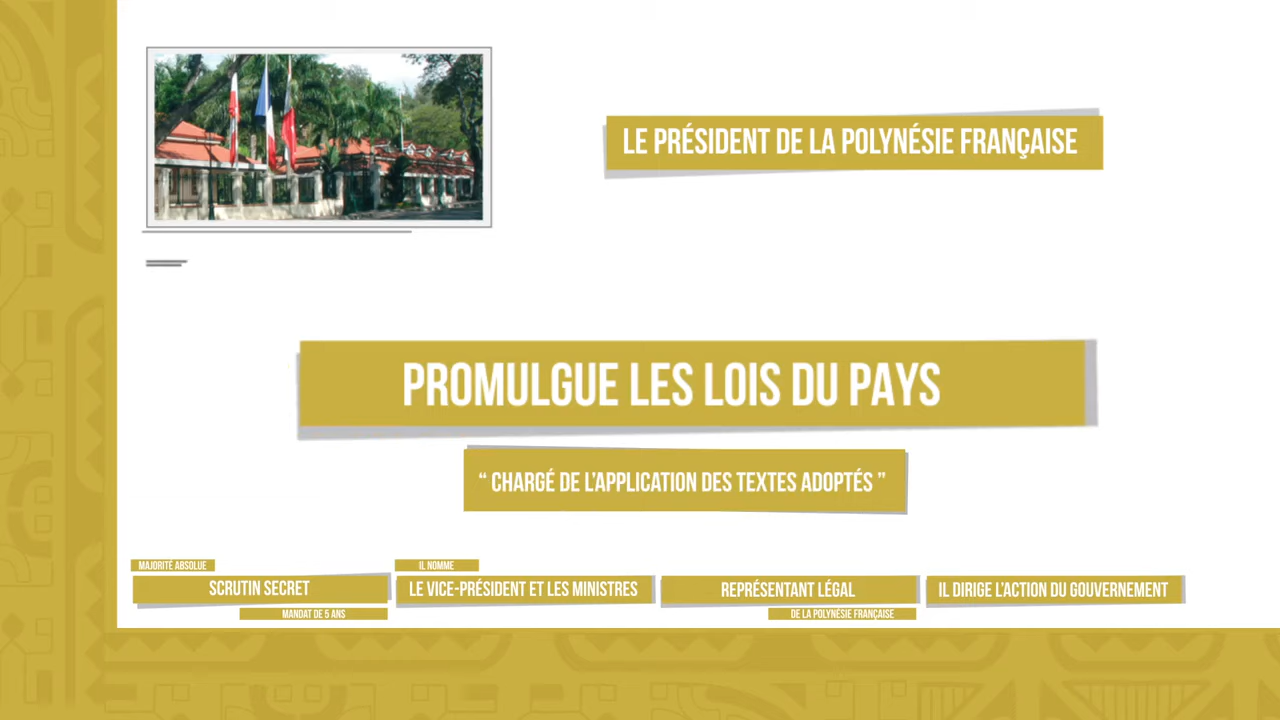 LE PRÉSIDENT DE LA POLYNÉSIE FRANÇAISE
PROMULGUE LES LOIS DU PAYS
“ CHARGÉ DE L’APPLICATION DES TEXTES ADOPTÉS ”
MAJORITÉ ABSOLUE
SCRUTIN SECRET
MANDAT DE 5 ANS
IL NOMME
LE VICE-PRÉSIDENT ET LES MINISTRES
REPRÉSENTANT LÉGAL
DE LA POLYNÉSIE FRANÇAISE
IL DIRIGE L’ACTION DU GOUVERNEMENT